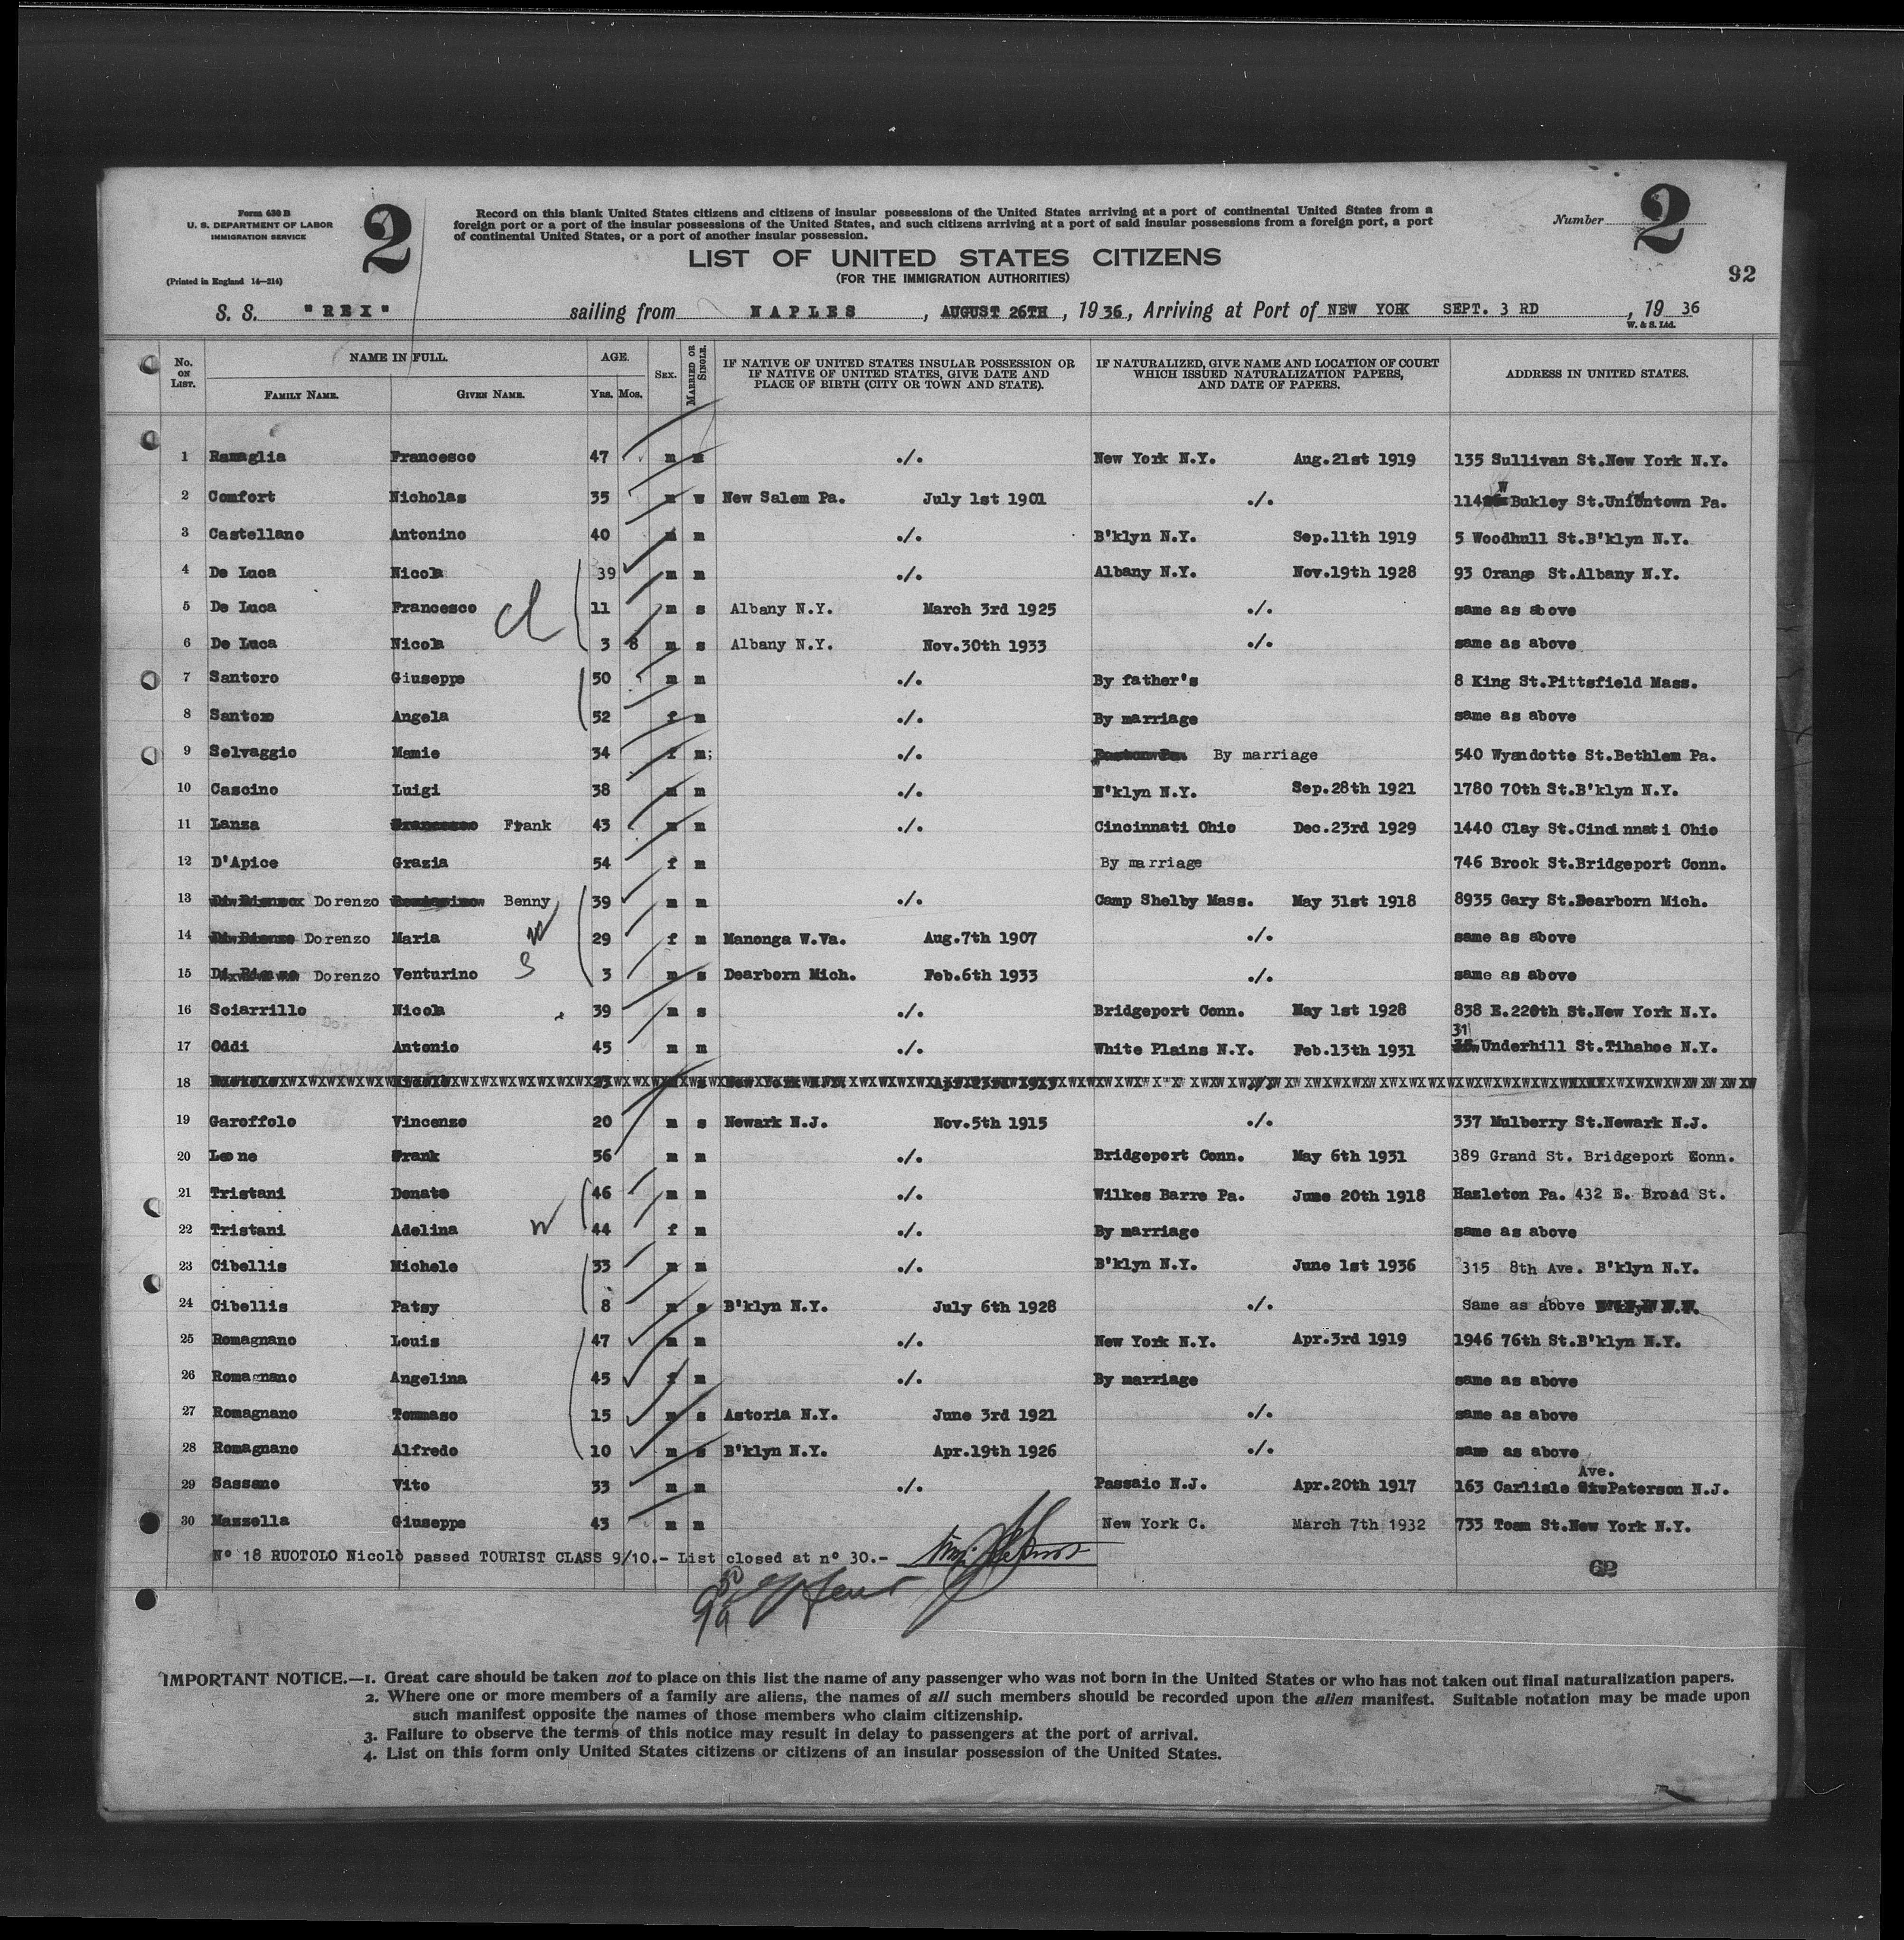 Form 630 B
U. S. DEPARTMENT OF LABOR
IMMIGRATION SERVICE
(Printed in England 14—214)
2
Record on this blank United States citizens and citizens of insular possessions of the United States arriving at a port of continental United States from a
foreign port or a port of the insular possessions of the United States, and such citizens arriving at a port of said insular possessions from a foreign port, a port
of continental United States, or a port of another insular possession.
Number 2
LIST OF UNITED STATES CITIZENS
(FOR THE IMMIGRATION AUTHORITIES)
92
S. S. "REX" sailing from NAPLES, AUGUST 26TH, 1936, Arriving at Port of NEW YORK SEPT. 3 RD, 19 36
W. & S. Ltd.
No. ON LIST. NAME IN FULL. FAMILY NAME. GIVEN NAME. AGE. YRS. MOS. SEX. MARRIED OR SINGLE. IF NATIVE OF UNITED STATES INSULAR POSSESSION OR IF NATIVE OF UNITED STATES, GIVE DATE AND PLACE OF BIRTH (CITY OR TOWN AND STATE). IF NATURALIZED, GIVE NAME AND LOCATION OF COURT WHICH ISSUED NATURALIZATION PAPERS, AND DATE OF PAPERS. ADDRESS IN UNITED STATES.
1 Ramaglia Francesco 47 m m ./. New York N.Y. Aug.21st 1919 135 Sullivan St.New York N.Y.
2 Comfort Nicholas 35 m w New Salem Pa. July 1st 1901 ./. 114 W Bukley St.Uniontown Pa.
3 Castellano Antonino 40 m m ./. B'klyn N.Y. Sep.11th 1919 5 Woodhull St.B'klyn N.Y.
4 De Luca Nicola 39 m m ./. Albany N.Y. Nov.19th 1928 93 Orange St.Albany N.Y.
5 De Luca Francesco 11 m s Albany N.Y. March 3rd 1925 ./. same as above
6 De Luca Nicola 3 8 m s Albany N.Y. Nov.30th 1933 ./. same as above
7 Santoro Giuseppe 50 m m ./. By father's 8 King St.Pittsfield Mass.
8 Santoro Angela 52 f m ./. By marriage same as above
9 Selvaggio Mamie 34 f m; ./. By marriage 540 Wyandotte St.Bethlem Pa.
10 Cascino Luigi 38 m m ./. B'klyn N.Y. Sep.28th 1921 1780 70th St.B'klyn N.Y.
11 Lanza Francesco Frank 43 m m ./. Cincinnati Ohio Dec.23rd 1929 1440 Clay St.Cincinnati Ohio
12 D'Apice Grazia 54 f m By marriage 746 Brook St.Bridgeport Conn.
13 Dorenzo Benny 39 m m ./. Camp Shelby Mass. May 31st 1918 8935 Gary St.Dearborn Mich.
14 Dorenzo Maria 29 f m Manonga W.Va. Aug.7th 1907 ./. same as above
15 Dorenzo Venturino 3 m s Dearborn Mich. Feb.6th 1933 ./. same as above
16 Sciarrillo Nicola 39 m s ./. Bridgeport Conn. May 1st 1928 838 E.220th St.New York N.Y.
17 Oddi Antonio 45 m m ./. White Plains N.Y. Feb.13th 1931 31 Underhill St.Tihahoe N.Y.
18
19 Garoffolo Vincenzo 20 m s Newark N.J. Nov.5th 1915 ./. 337 Mulberry St.Newark N.J.
20 Leone Frank 56 m m ./. Bridgeport Conn. May 6th 1931 389 Grand St. Bridgeport Conn.
21 Tristani Donato 46 m m ./. Wilkes Barre Pa. June 20th 1918 Hazleton Pa. 432 E. Broad St.
22 Tristani Adelina 44 f m ./. By marriage same as above
23 Cibellis Michele 33 m m ./. B'klyn N.Y. June 1st 1936 315 8th Ave. B'klyn N.Y.
24 Cibellis Patsy 8 m s B'klyn N.Y. July 6th 1928 ./. Same as above
25 Romagnano Louis 47 m m ./. New York N.Y. Apr.3rd 1919 1946 76th St.B'klyn N.Y.
26 Romagnano Angelina 45 f m ./. By marriage same as above
27 Romagnano Tommaso 15 m s Astoria N.Y. June 3rd 1921 ./. same as above
28 Romagnano Alfredo 10 m s B'klyn N.Y. Apr.19th 1926 ./. same as above
29 Sassano Vito 33 m m ./. Passaic N.J. Apr.20th 1917 163 Carlisle Ave. Paterson N.J.
30 Mazzella Giuseppe 43 m m New York C. March 7th 1932 733 Toam St.New York N.Y.
N° 18 RUOTOLO Nicolò passed TOURIST CLASS 9/10.- List closed at n° 30.-
62
IMPORTANT NOTICE.—1. Great care should be taken not to place on this list the name of any passenger who was not born in the United States or who has not taken out final naturalization papers.
2. Where one or more members of a family are aliens, the names of all such members should be recorded upon the alien manifest. Suitable notation may be made upon
such manifest opposite the names of those members who claim citizenship.
3. Failure to observe the terms of this notice may result in delay to passengers at the port of arrival.
4. List on this form only United States citizens or citizens of an insular possession of the United States.